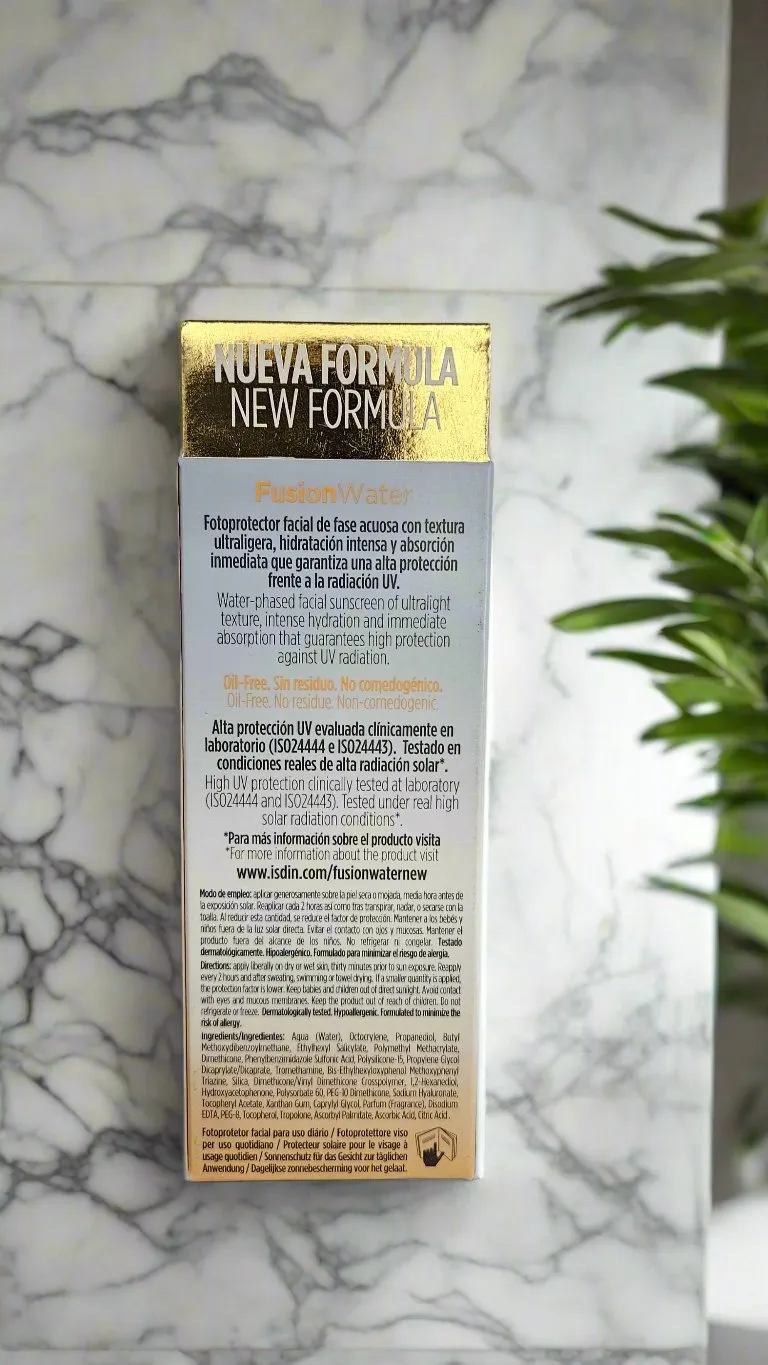 NUEVA FÓRMULA
NEW FORMULA
FusionWater
Fotoprotector facial de fase acuosa con textura
ultraligera, hidratación intensa y absorción
inmediata que garantiza una alta protección
frente a la radiación UV.
Water-phased facial sunscreen of ultralight
texture, intense hydration and immediate
absorption that guarantees high protection
against UV radiation.
Oil-Free. Sin residuo. No comedogénico.
Oil-Free. No residue. Non-comedogenic.
Alta protección UV evaluada clínicamente en
laboratorio (ISO24444 e ISO24443). Testado en
condiciones reales de alta radiación solar*.
High UV protection clinically tested at laboratory
(ISO24444 and ISO24443). Tested under real high
solar radiation conditions*.
*Para más información sobre el producto visita
*For more information about the product visit
www.isdin.com/fusionwaternew
Modo de empleo: aplicar generosamente sobre la piel seca o mojada, media hora antes de
la exposición solar. Reaplicar cada 2 horas así como tras transpirar, nadar, o secarse con la
toalla. Al reducir esta cantidad, se reduce el factor de protección. Mantener a los bebés y
niños fuera de la luz solar directa. Evitar el contacto con ojos y mucosas. Mantener el
producto fuera del alcance de los niños. No refrigerar ni congelar. Testado
dermatológicamente. Hipoalergénico. Formulado para minimizar el riesgo de alergia.
Directions: apply liberally on dry or wet skin, thirty minutes prior to sun exposure. Reapply
every 2 hours and after sweating, swimming or towel drying. If a smaller quantity is applied,
the protection factor is lower. Keep babies and children out of direct sunlight. Avoid contact
with eyes and mucous membranes. Keep the product out of reach of children. Do not
refrigerate or freeze. Dermatologically tested. Hypoallergenic. Formulated to minimize the
risk of allergy.
Ingredients/Ingredientes: Aqua (Water), Octocrylene, Propanediol, Butyl
Methoxydibenzoylmethane, Ethylhexyl Salicylate, Polymethyl Methacrylate,
Dimethicone, Phenylbenzimidazole Sulfonic Acid, Polysilicone-15, Propylene Glycol
Dicaprylate/Dicaprate, Tromethamine, Bis-Ethylhexyloxyphenol Methoxyphenyl
Triazine, Silica, Dimethicone/Vinyl Dimethicone Crosspolymer, 1,2-Hexanediol,
Hydroxyacetophenone, Polysorbate 60, PEG-10 Dimethicone, Sodium Hyaluronate,
Tocopheryl Acetate, Xanthan Gum, Caprylyl Glycol, Parfum (Fragrance), Disodium
EDTA, PEG-8, Tocopherol, Tropolone, Ascorbyl Palmitate, Ascorbic Acid, Citric Acid.
Fotoprotetor facial para uso diário / Fotoprotettore viso
per uso quotidiano / Protecteur solaire pour le visage à
usage quotidien / Sonnenschutz für das Gesicht zur täglichen
Anwendung / Dagelijkse zonnebescherming voor het gelaat.